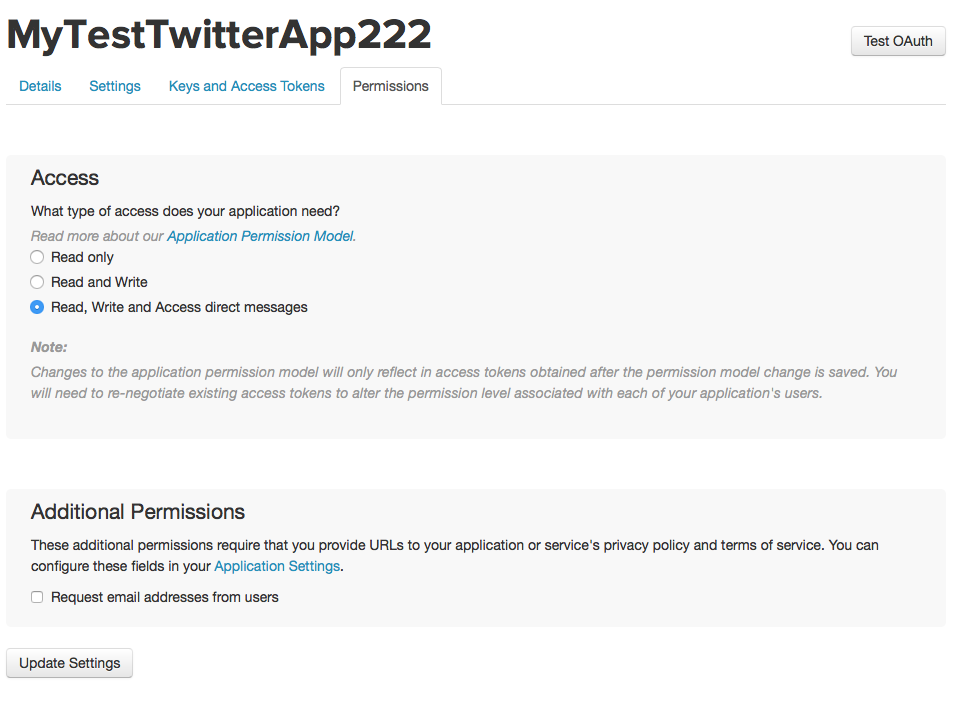 MyTestTwitterApp222
Test OAuth
Details Settings Keys and Access Tokens Permissions
Access
What type of access does your application need?
Read more about our Application Permission Model.
Read only
Read and Write
Read, Write and Access direct messages
Note:
Changes to the application permission model will only reflect in access tokens obtained after the permission model change is saved. You
will need to re-negotiate existing access tokens to alter the permission level associated with each of your application's users.
Additional Permissions
These additional permissions require that you provide URLs to your application or service's privacy policy and terms of service. You can
configure these fields in your Application Settings.
Request email addresses from users
Update Settings